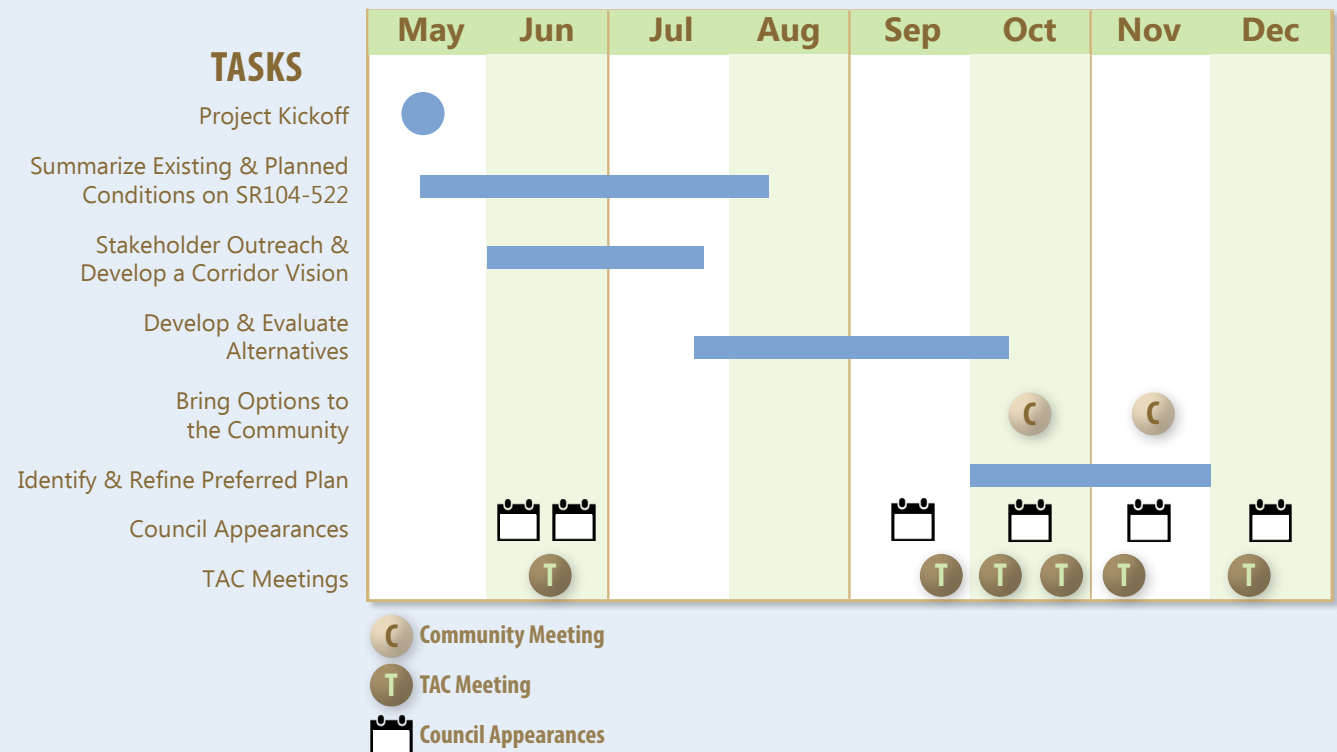 May Jun Jul Aug Sep Oct Nov Dec
TASKS
Project Kickoff
Summarize Existing & Planned
Conditions on SR104-522
Stakeholder Outreach &
Develop a Corridor Vision
Develop & Evaluate
Alternatives
Bring Options to
the Community
C C
Identify & Refine Preferred Plan
Council Appearances
TAC Meetings
T T T T T T
C Community Meeting
T TAC Meeting
Council Appearances